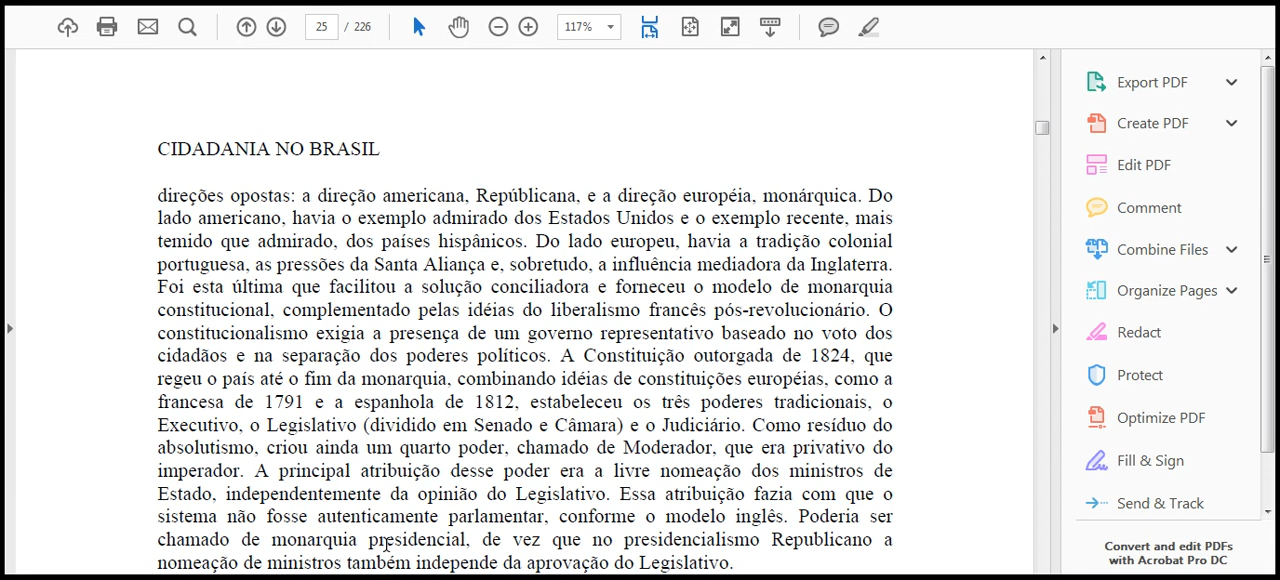 25 / 226
117%
CIDADANIA NO BRASIL
direções opostas: a direção americana, Repúblicana, e a direção européia, monárquica. Do
lado americano, havia o exemplo admirado dos Estados Unidos e o exemplo recente, mais
temido que admirado, dos países hispânicos. Do lado europeu, havia a tradição colonial
portuguesa, as pressões da Santa Aliança e, sobretudo, a influência mediadora da Inglaterra.
Foi esta última que facilitou a solução conciliadora e forneceu o modelo de monarquia
constitucional, complementado pelas idéias do liberalismo francês pós-revolucionário. O
constitucionalismo exigia a presença de um governo representativo baseado no voto dos
cidadãos e na separação dos poderes políticos. A Constituição outorgada de 1824, que
regeu o país até o fim da monarquia, combinando idéias de constituições européias, como a
francesa de 1791 e a espanhola de 1812, estabeleceu os três poderes tradicionais, o
Executivo, o Legislativo (dividido em Senado e Câmara) e o Judiciário. Como resíduo do
absolutismo, criou ainda um quarto poder, chamado de Moderador, que era privativo do
imperador. A principal atribuição desse poder era a livre nomeação dos ministros de
Estado, independentemente da opinião do Legislativo. Essa atribuição fazia com que o
sistema não fosse autenticamente parlamentar, conforme o modelo inglês. Poderia ser
chamado de monarquia presidencial, de vez que no presidencialismo Republicano a
nomeação de ministros também independe da aprovação do Legislativo.
Export PDF
Create PDF
Edit PDF
Comment
Combine Files
Organize Pages
Redact
Protect
Optimize PDF
Fill & Sign
Send & Track
Convert and edit PDFs
with Acrobat Pro DC